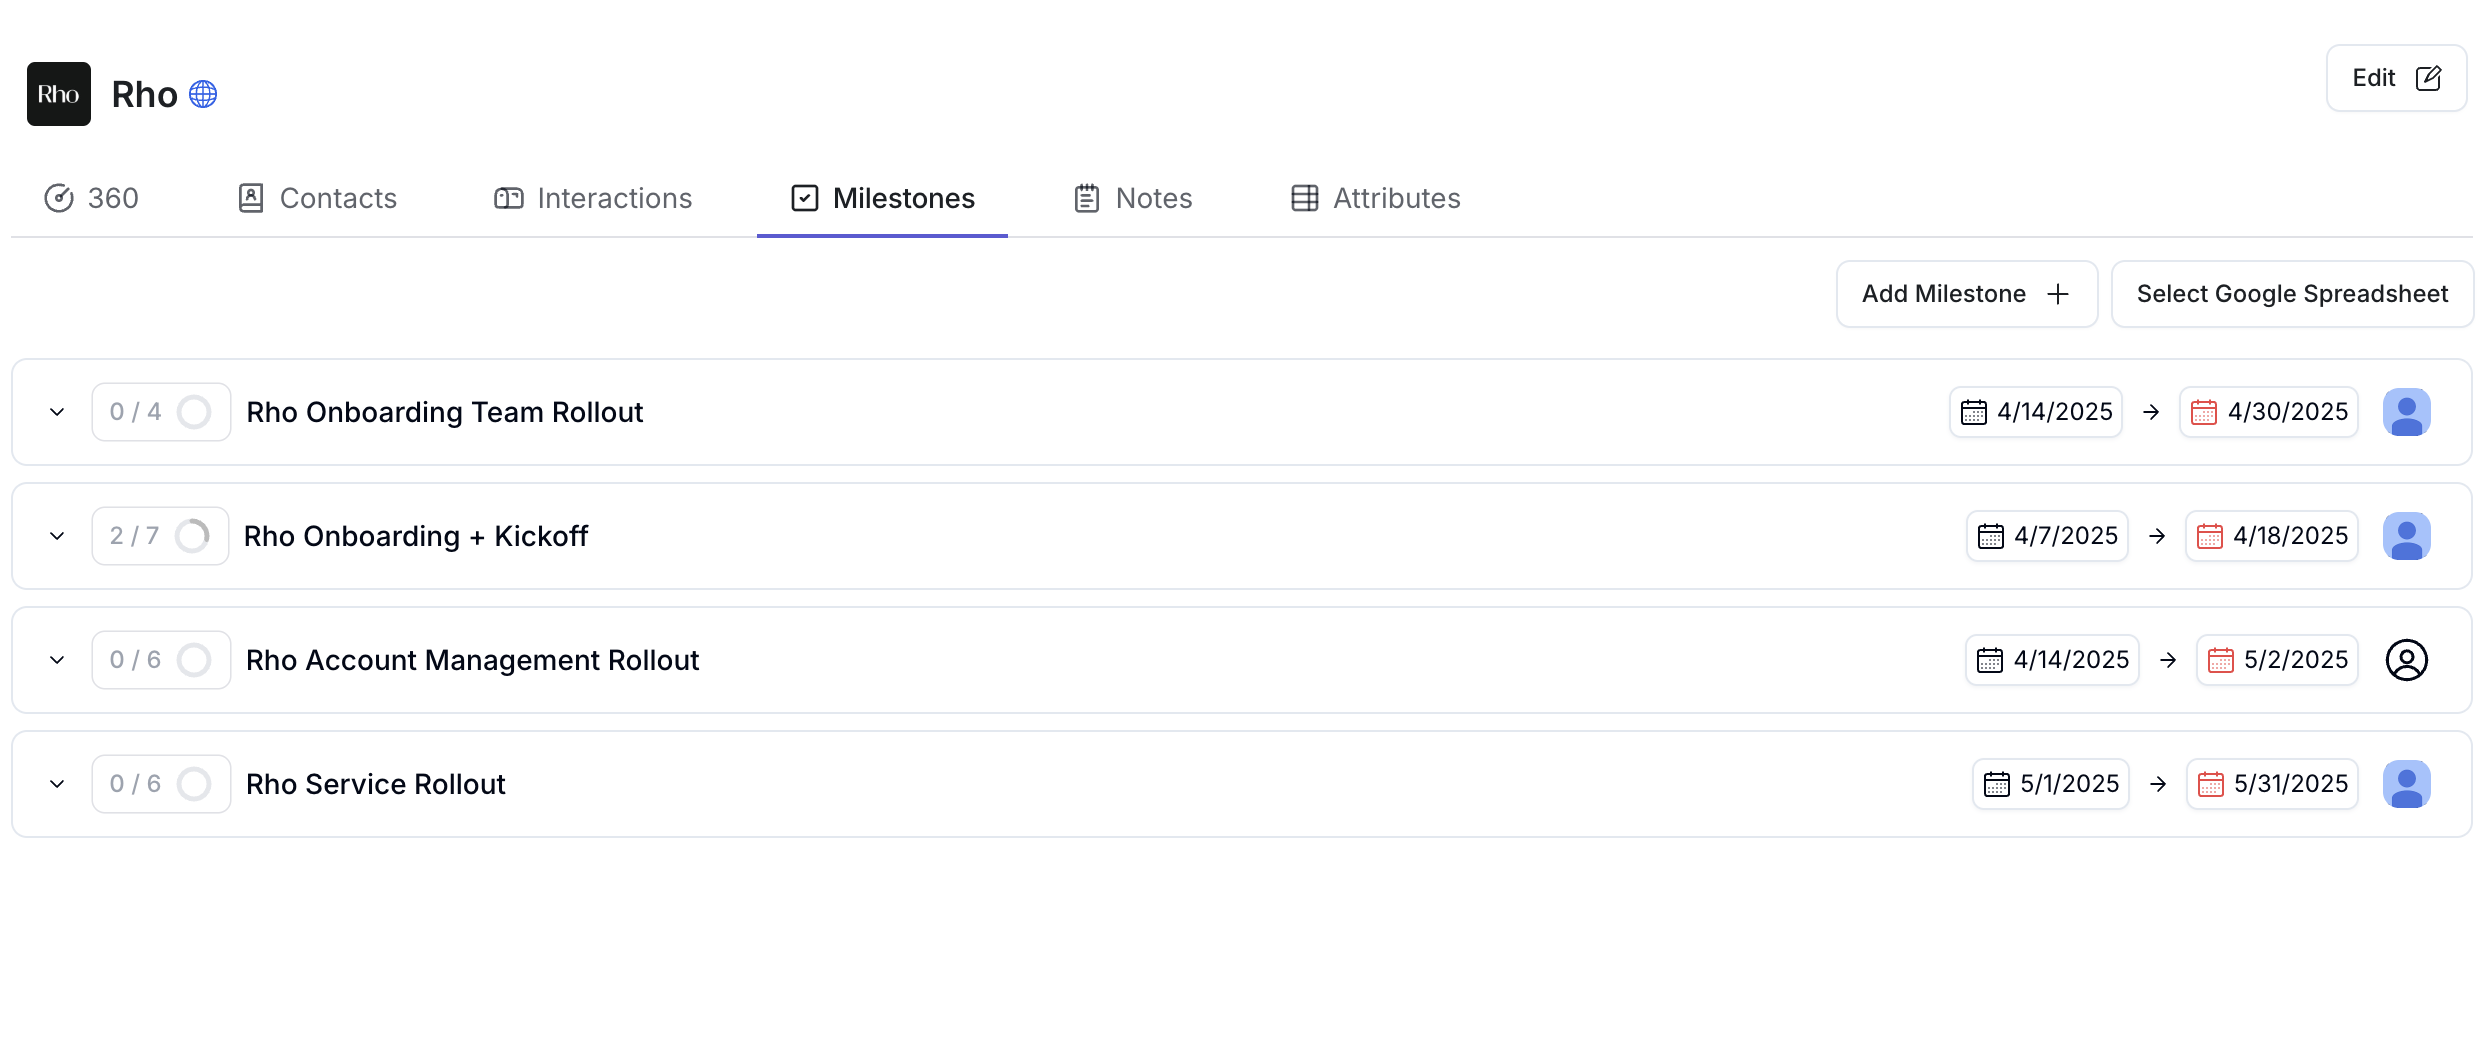 Rho
Rho
Edit
360
Contacts
Interactions
Milestones
Notes
Attributes
Add Milestone
Select Google Spreadsheet
0 / 4 Rho Onboarding Team Rollout 4/14/2025 → 4/30/2025
2 / 7 Rho Onboarding + Kickoff 4/7/2025 → 4/18/2025
0 / 6 Rho Account Management Rollout 4/14/2025 → 5/2/2025
0 / 6 Rho Service Rollout 5/1/2025 → 5/31/2025